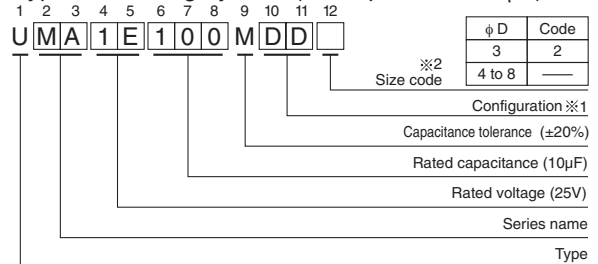 1 2 3 4 5 6 7 8 9 10 11 12
U M A 1 E 1 0 0 M D D
φ D Code
3 2
4 to 8 ——
※2
Size code
Configuration ※1
Capacitance tolerance (±20%)
Rated capacitance (10µF)
Rated voltage (25V)
Series name
Type